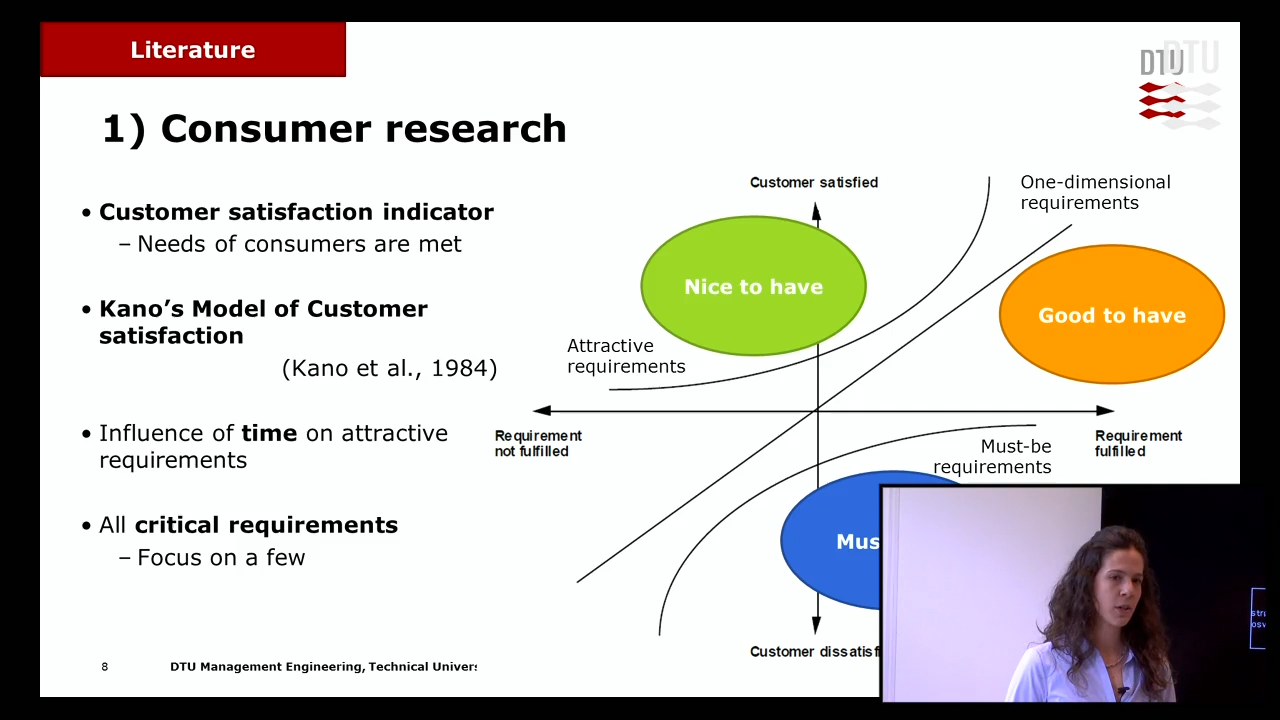 Literature
DTU
DTU
1) Consumer research
• Customer satisfaction indicator
– Needs of consumers are met
• Kano's Model of Customer
satisfaction
(Kano et al., 1984)
• Influence of time on attractive
requirements
• All critical requirements
– Focus on a few
Customer satisfied
One-dimensional
requirements
Nice to have
Good to have
Attractive
requirements
Requirement
not fulfilled
Requirement
fulfilled
Must-be
requirements
Mus
Customer dissatisf
8
DTU Management Engineering, Technical Univers